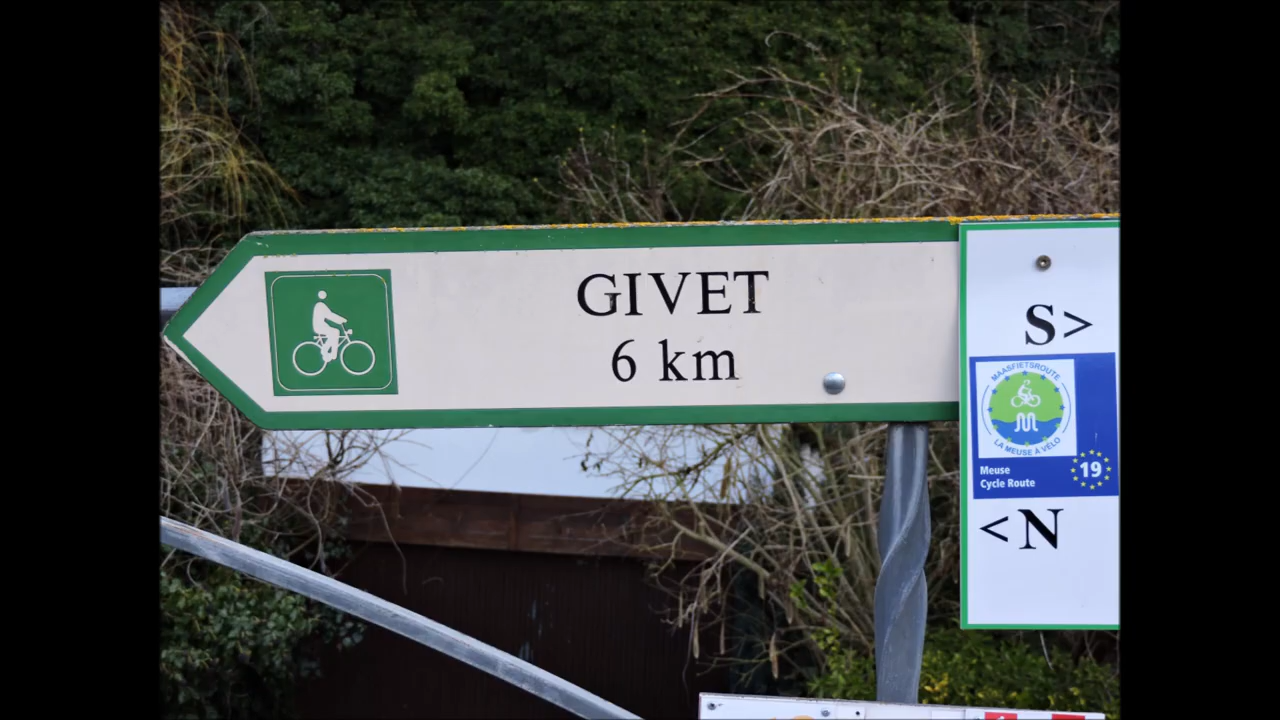 GIVET
6 km
S>
MAASFIETSROUTE
LA MEUSE À VÉLO
Meuse
Cycle Route
19
<N